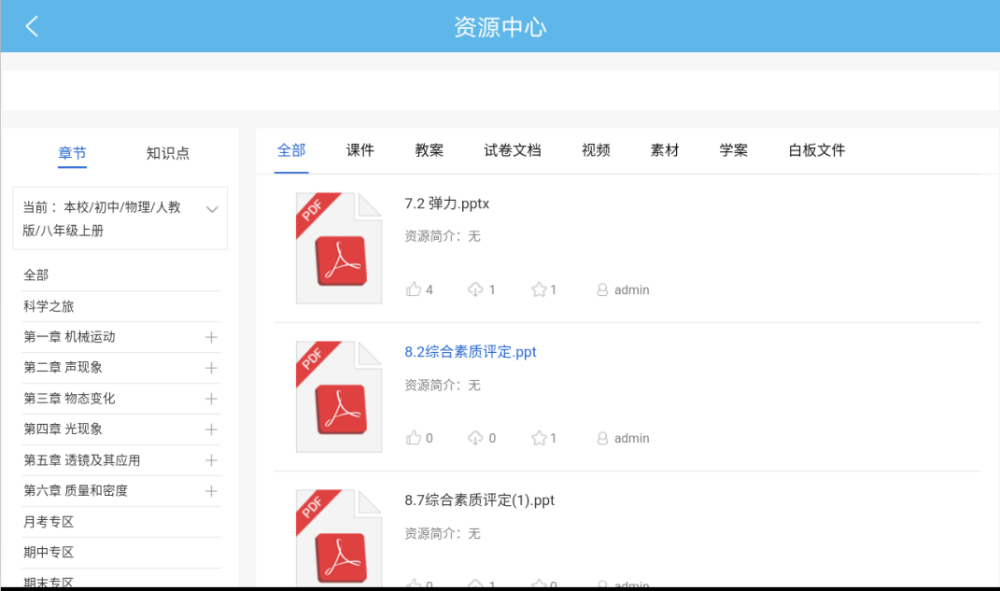 资源中心
章节 知识点
当前： 本校/初中/物理/人教
版/八年级上册
全部
科学之旅
第一章 机械运动
第二章 声现象
第三章 物态变化
第四章 光现象
第五章 透镜及其应用
第六章 质量和密度
月考专区
期中专区
期末专区
全部 课件 教案 试卷文档 视频 素材 学案 白板文件
PDF
7.2 弹力.pptx
资源简介：无
4 1 1 admin
PDF
8.2综合素质评定.ppt
资源简介：无
0 0 1 admin
PDF
8.7综合素质评定(1).ppt
资源简介：无
0 1 0 admin